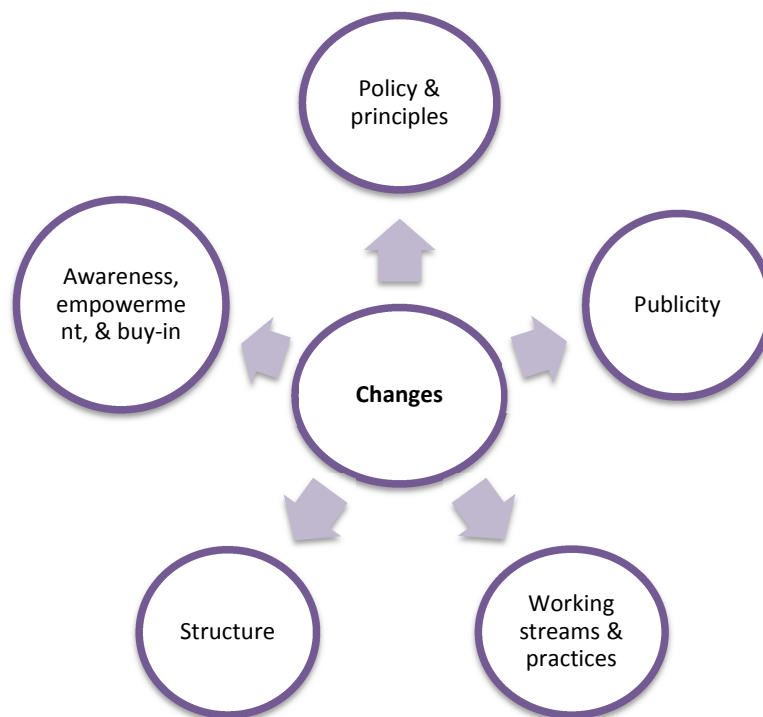 Policy &
principles
Awareness,
empowerme
nt, & buy-in
Publicity
Changes
Structure
Working
streams &
practices